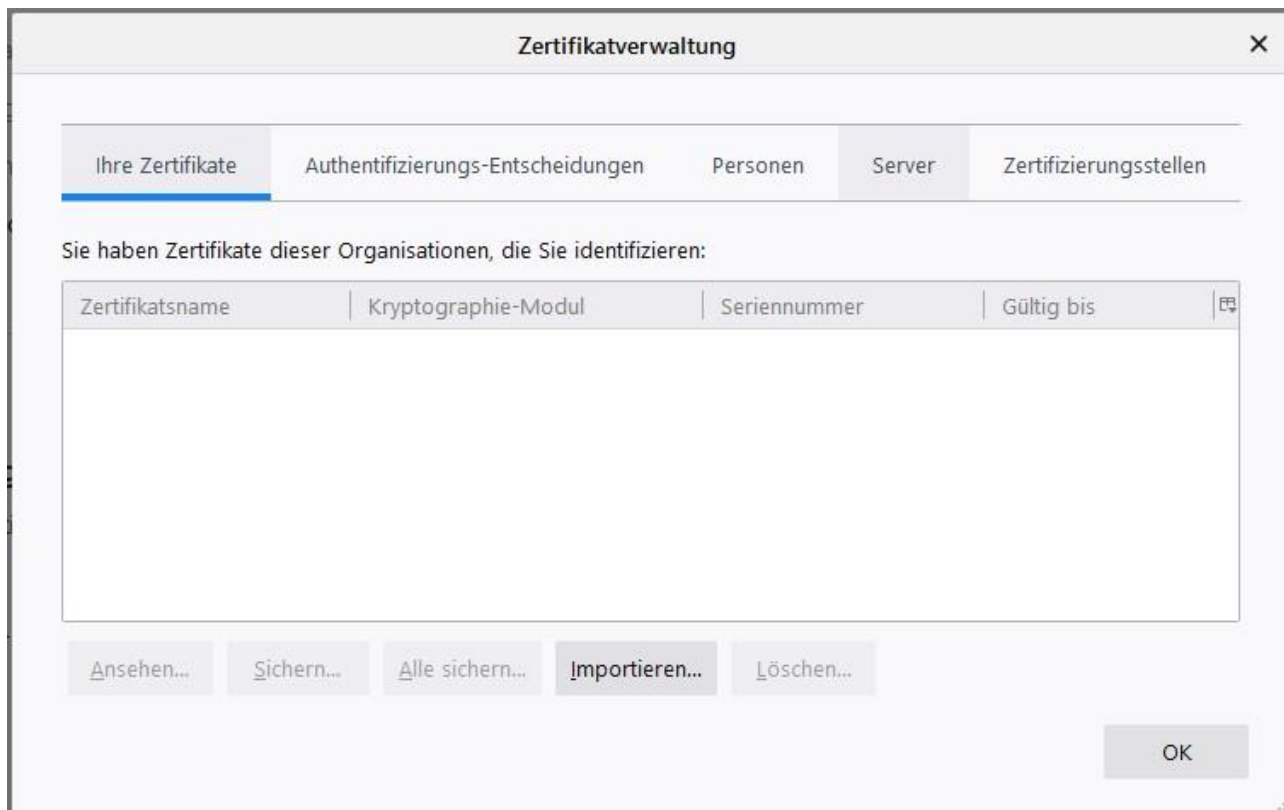 Zertifikatverwaltung
Ihre Zertifikate Authentifizierungs-Entscheidungen Personen Server Zertifizierungsstellen
Sie haben Zertifikate dieser Organisationen, die Sie identifizieren:
Zertifikatsname Kryptographie-Modul Seriennummer Gültig bis
Ansehen... Sichern... Alle sichern... Importieren... Löschen...
OK